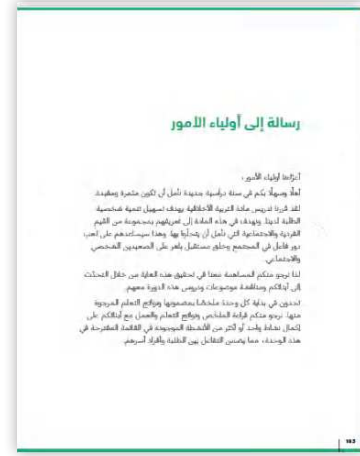 رسالة إلى أولياء الأمور
أعزاءنا أولياء الأمور،
أهلًا وسهلًا بكم في سنة دراسية جديدة نأمل أن تكون مثمرة ومفيدة.
لقد قررنا تدريس مادة التربية الأخلاقية بهدف تسهيل تنمية شخصية
الطلبة لدينا. ونهدف في هذه المادة إلى تعريفهم بمجموعة من القيم
الفردية والاجتماعية التي نأمل أن يتحلّوا بها. وهذا سيساعدهم على لعب
دور فاعل في المجتمع وخلق مستقبل باهر على الصعيدين الشخصي
والاجتماعي.
لذا نرجو منكم المساهمة معنا في تحقيق هذه الغاية من خلال التحدّث
إلى أبنائكم ومناقشة موضوعات ودروس هذه الدورة معهم.
تجدون في بداية كل وحدة ملخصًا بمضمونها ونواتج التعلم المرجوة
منها. نرجو منكم قراءة الملخص ونواتج التعلم والعمل مع أبنائكم على
إكمال نشاط واحد أو أكثر من الأنشطة الموجودة في القائمة المقترحة في
هذه الوحدة، مما يضمن التفاعل بين الطلبة وأفراد أسرهم.